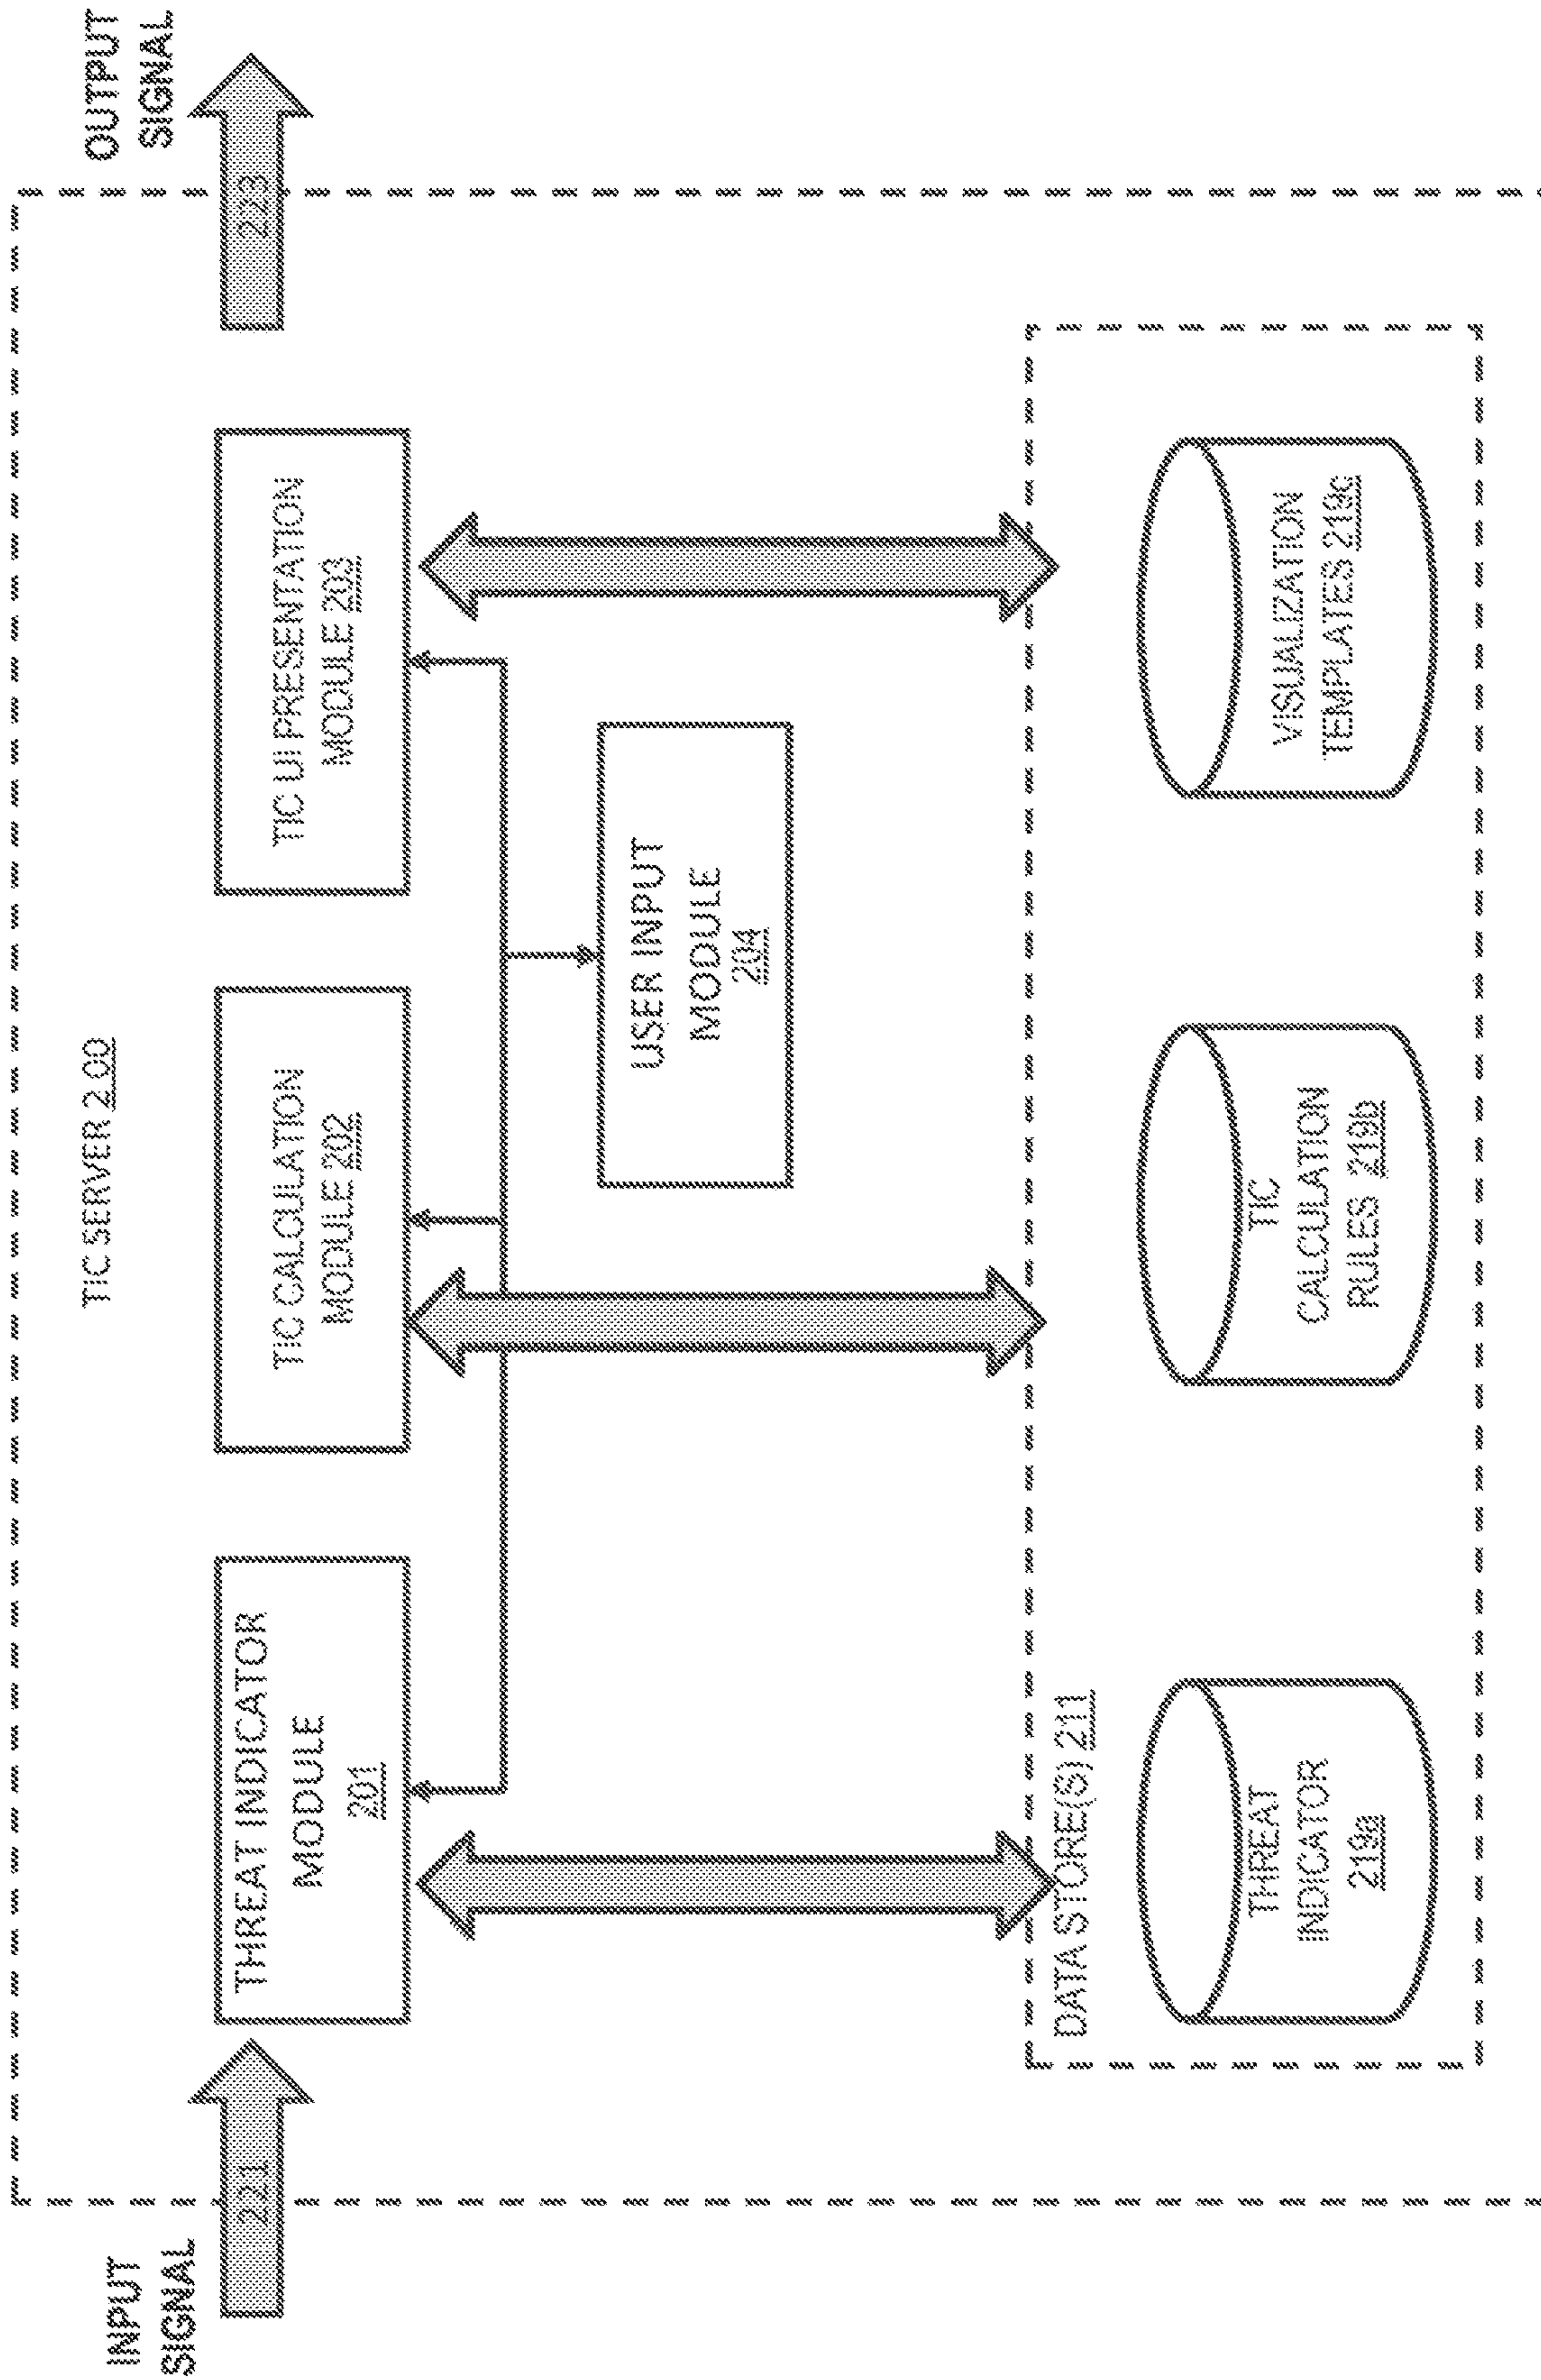 TIC SERVER 200
INPUT
SIGNAL
221
THREAT INDICATOR
MODULE
201
TIC CALCULATION
MODULE 202
TIC UI PRESENTATION
MODULE 203
223
OUTPUT
SIGNAL
USER INPUT
MODULE
204
DATA STORE(S) 211
THREAT
INDICATOR
219a
TIC
CALCULATION
RULES 219b
VISUALIZATION
TEMPLATES 219c